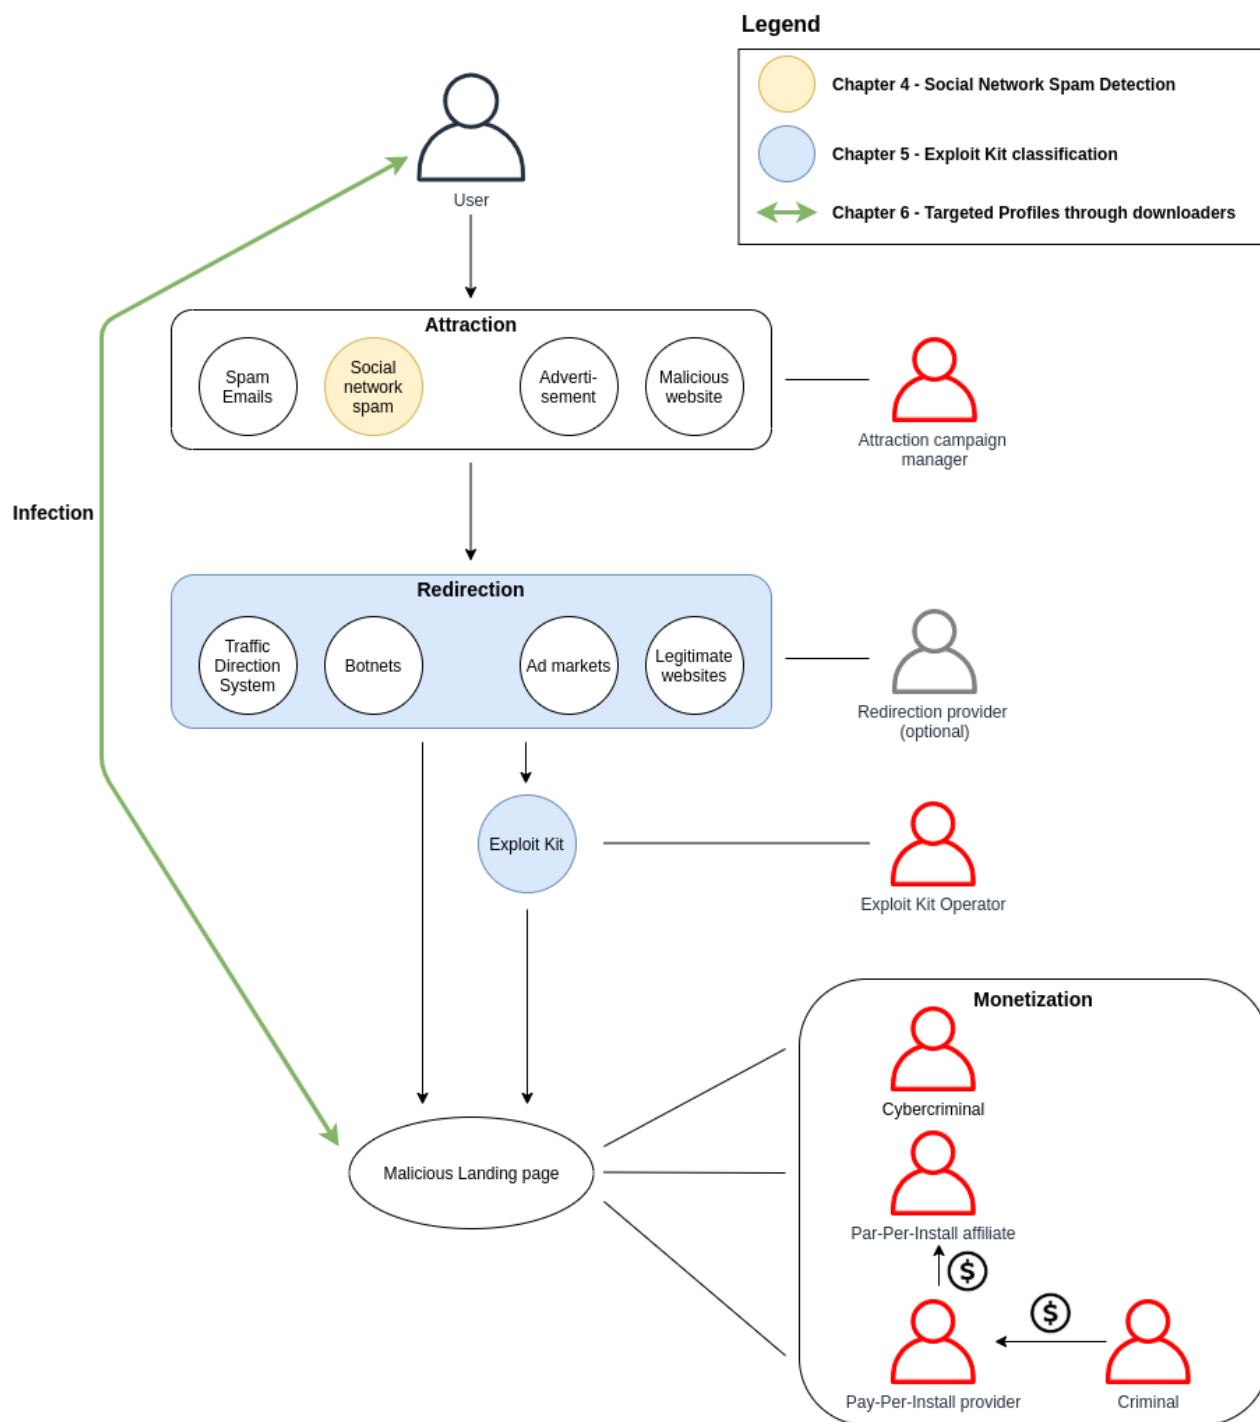 Legend
Chapter 4 - Social Network Spam Detection
Chapter 5 - Exploit Kit classification
Chapter 6 - Targeted Profiles through downloaders
User
Attraction
Spam
Emails
Social
network
spam
Adverti-
sement
Malicious
website
Attraction campaign
manager
Infection
Redirection
Traffic
Direction
System
Botnets
Ad markets
Legitimate
websites
Redirection provider
(optional)
Exploit Kit
Exploit Kit Operator
Monetization
Cybercriminal
Malicious Landing page
Par-Per-Install affiliate
$
$
Pay-Per-Install provider
Criminal